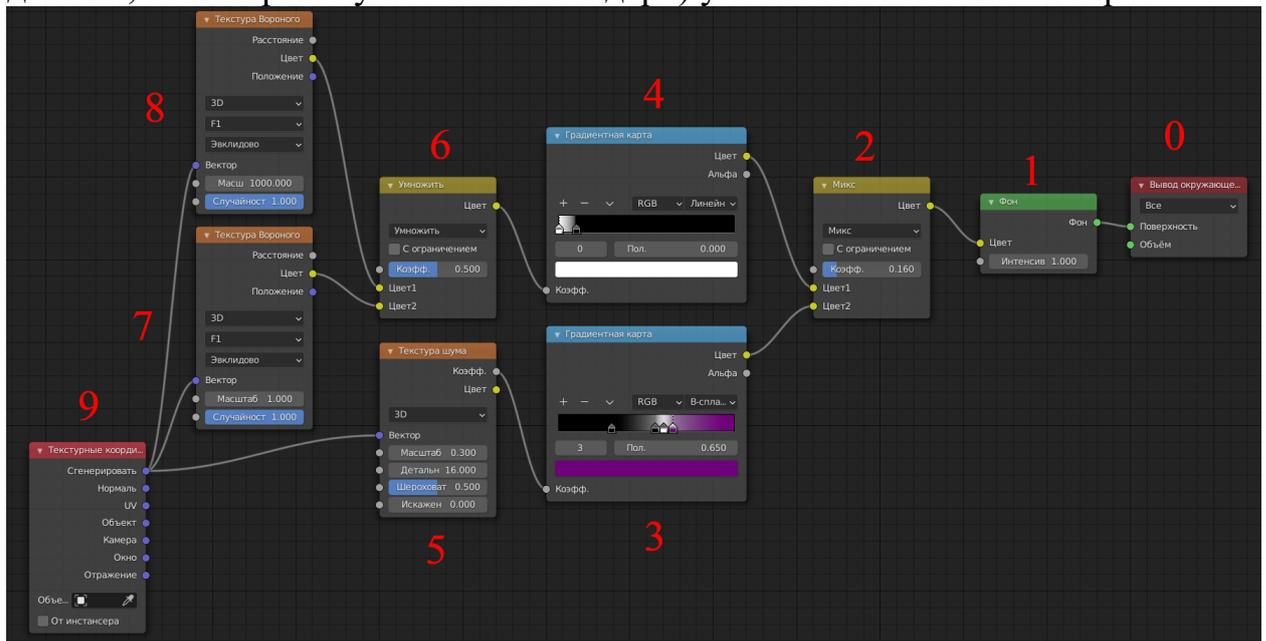 Текстура Вороного
Расстояние
Цвет
Положение
3D
F1
Эвклидово
Вектор
Масш 1000.000
Случайност 1.000
8
Текстура Вороного
Расстояние
Цвет
Положение
3D
F1
Эвклидово
Вектор
Масштаб 1.000
Случайност 1.000
7
9
Текстурные коорди...
Сгенерировать
Нормаль
UV
Объект
Камера
Окно
Отражение
Объе...
От инстансера
6
Умножить
Цвет
Умножить
С ограничением
Коэфф. 0.500
Цвет1
Цвет2
Текстура шума
Коэфф.
Цвет
3D
Вектор
Масштаб 0.300
Детальн 16.000
Шероховат 0.500
Искажен 0.000
5
4
Градиентная карта
Цвет
Альфа
+ − RGB Линейн
0 Пол. 0.000
Коэфф.
Градиентная карта
Цвет
Альфа
+ − RGB B-спла...
3 Пол. 0.650
Коэфф.
3
2
Микс
Цвет
Микс
С ограничением
Коэфф. 0.160
Цвет1
Цвет2
1
Фон
Фон
Цвет
Интенсив 1.000
0
Вывод окружающе...
Все
Поверхность
Объём